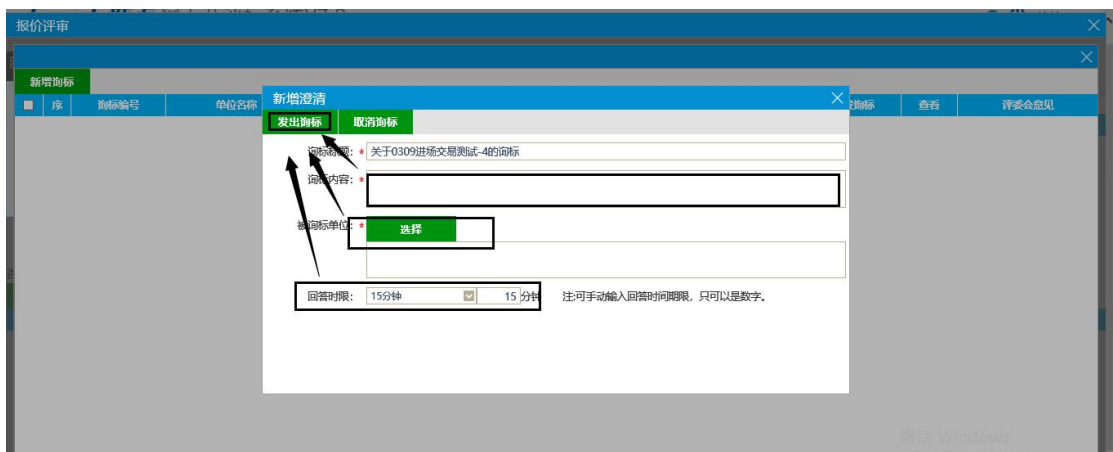 报价评审
新增询标
序 询标编号 单位名称 询标 查看 评委会意见
新增澄清
发出询标 取消询标
询标标题: * 关于0309进场交易测试-4的询标
询标内容: *
被询标单位: * 选择
回答时限: 15分钟 15 分钟 注:可手动输入回答时间期限，只可以是数字。
激活 Windows